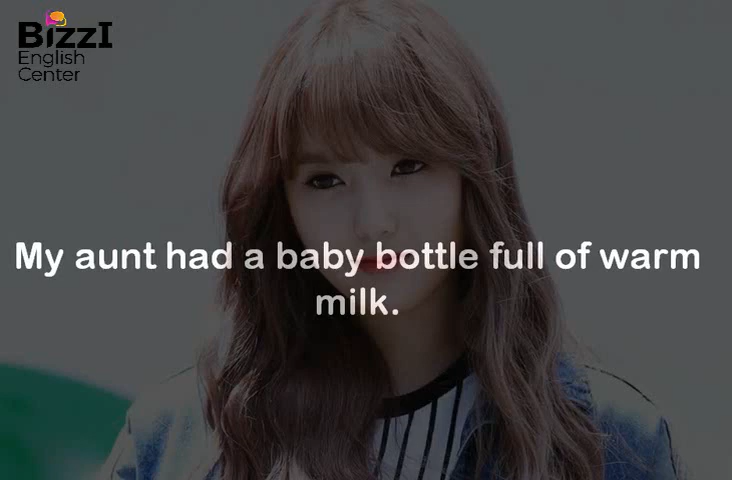 BizzI
English
Center
My aunt had a baby bottle full of warm
milk.